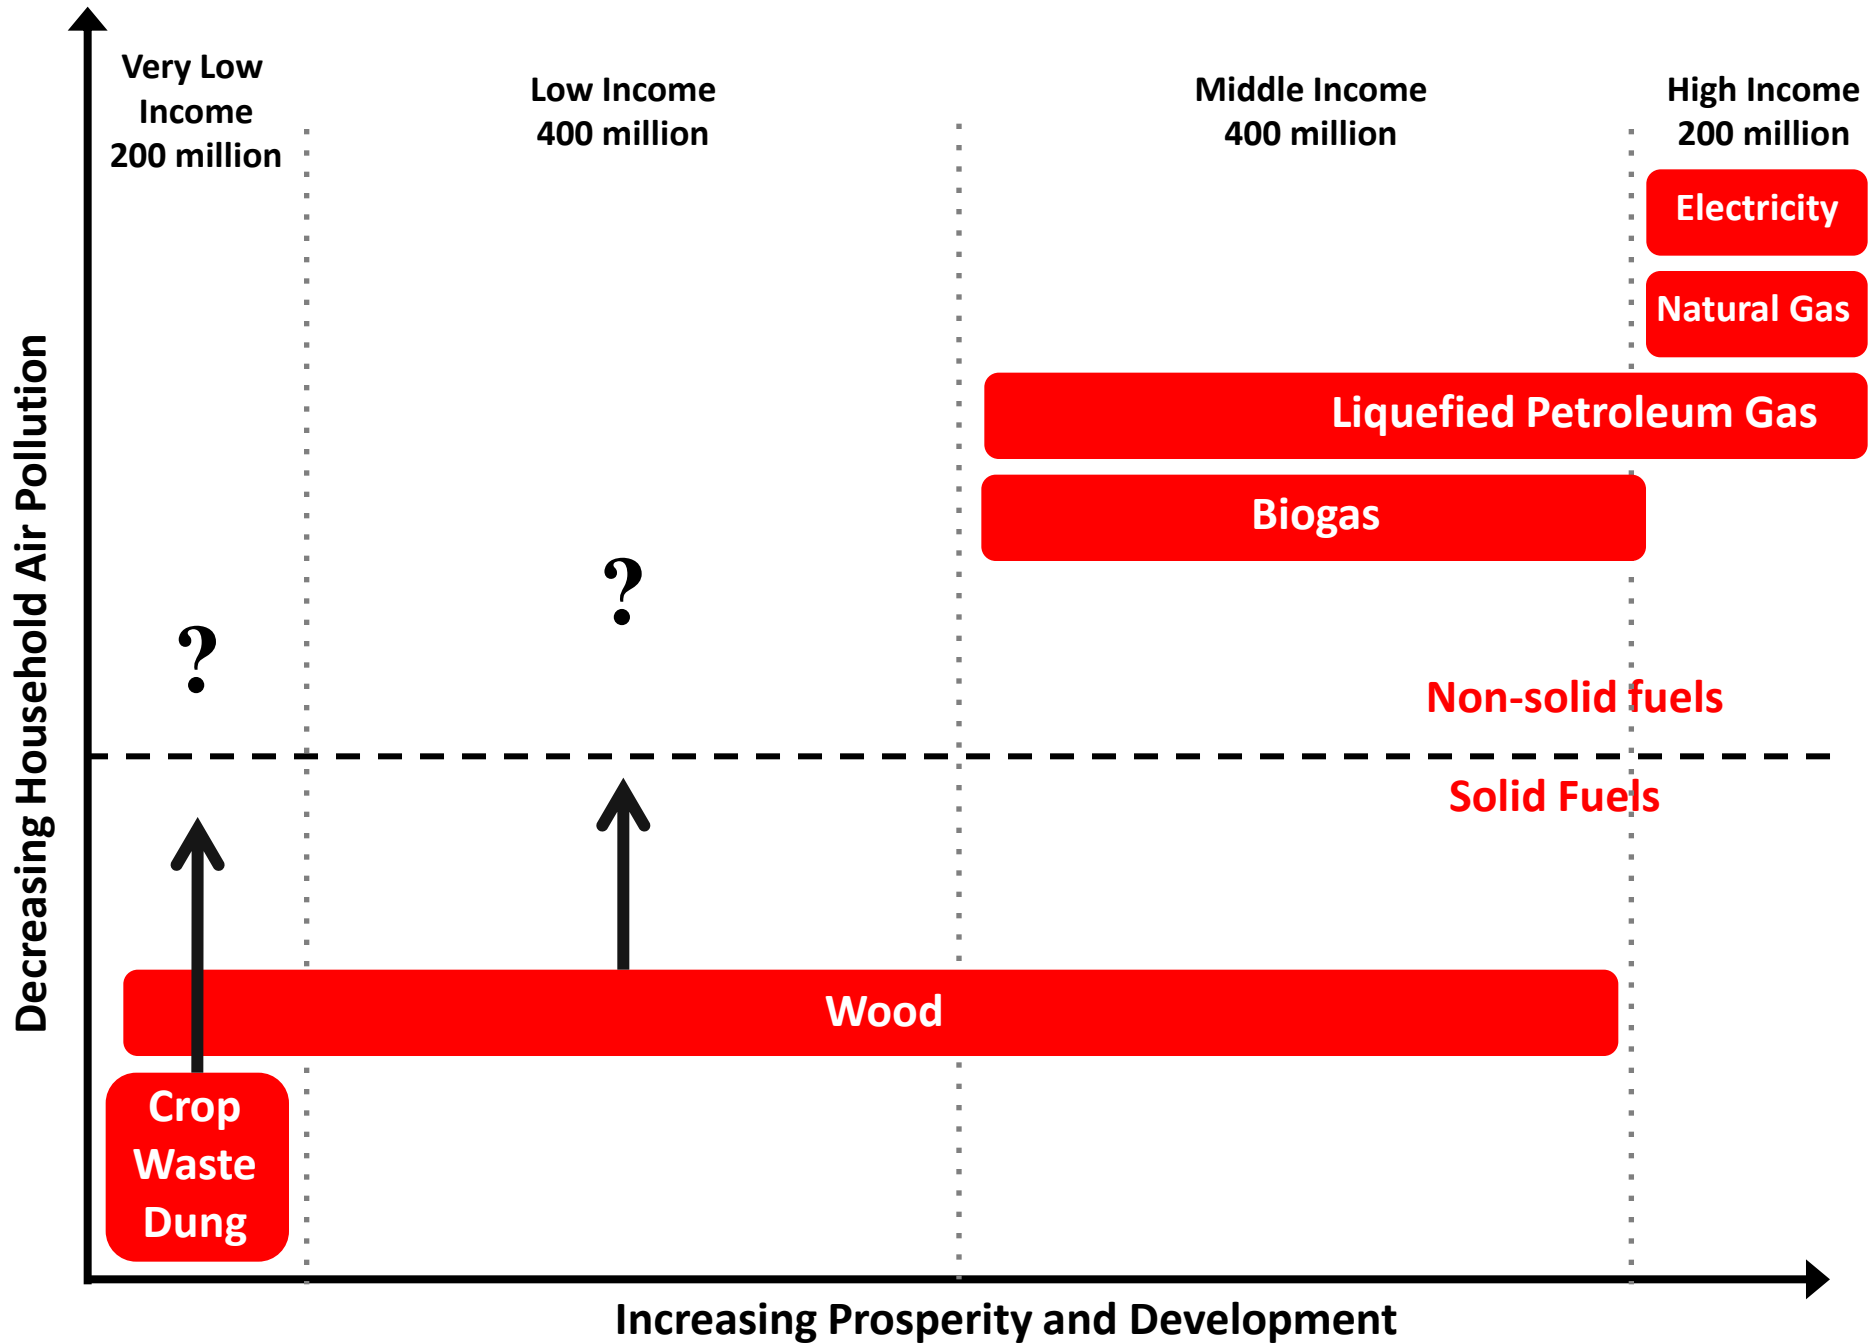 Very Low
Income
200 million
Low Income
400 million
Middle Income
400 million
High Income
200 million
Electricity
Natural Gas
Liquefied Petroleum Gas
Biogas
?
?
Non-solid fuels
Solid Fuels
Wood
Crop
Waste
Dung
Decreasing Household Air Pollution
Increasing Prosperity and Development